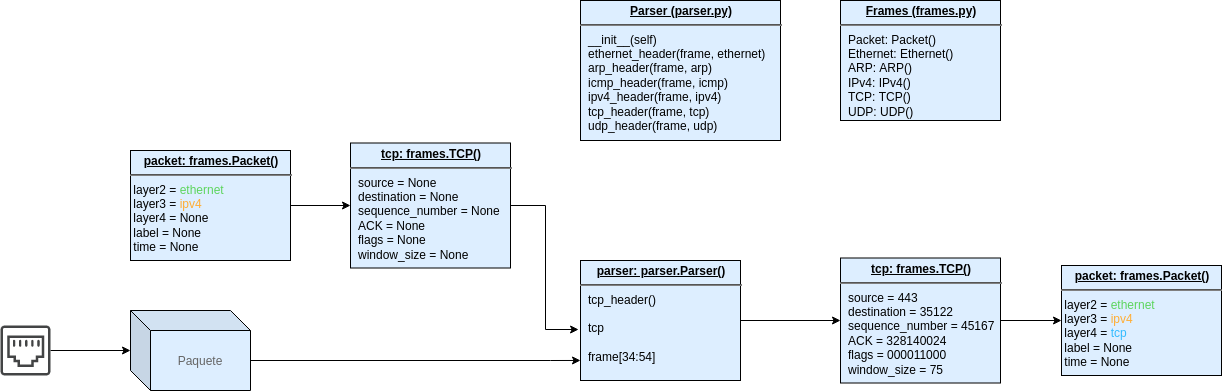 Parser (parser.py)
__init__(self)
ethernet_header(frame, ethernet)
arp_header(frame, arp)
icmp_header(frame, icmp)
ipv4_header(frame, ipv4)
tcp_header(frame, tcp)
udp_header(frame, udp)
Frames (frames.py)
Packet: Packet()
Ethernet: Ethernet()
ARP: ARP()
IPv4: IPv4()
TCP: TCP()
UDP: UDP()
packet: frames.Packet()
layer2 = ethernet
layer3 = ipv4
layer4 = None
label = None
time = None
tcp: frames.TCP()
source = None
destination = None
sequence_number = None
ACK = None
flags = None
window_size = None
Paquete
parser: parser.Parser()
tcp_header()
tcp
frame[34:54]
tcp: frames.TCP()
source = 443
destination = 35122
sequence_number = 45167
ACK = 328140024
flags = 000011000
window_size = 75
packet: frames.Packet()
layer2 = ethernet
layer3 = ipv4
layer4 = tcp
label = None
time = None